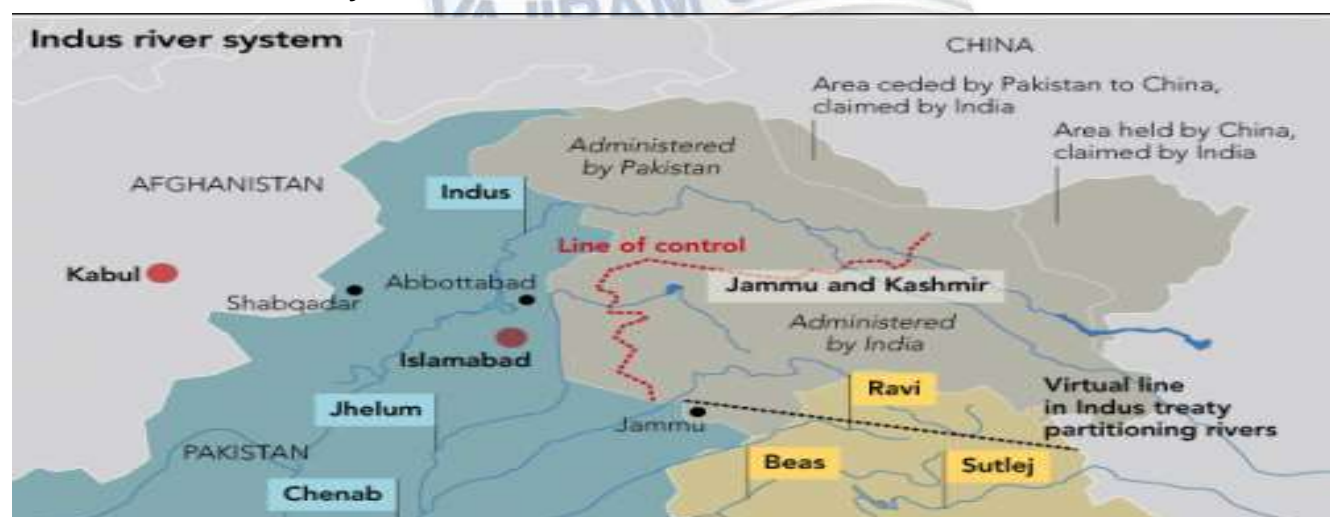 Indus river system
CHINA
Area ceded by Pakistan to China,
claimed by India
Area held by China,
claimed by India
Administered
by Pakistan
AFGHANISTAN
Indus
Line of control
Kabul
Abbottabad
Shabqadar
Jammu and Kashmir
Administered
by India
Islamabad
Ravi
Virtual line
in Indus treaty
partitioning rivers
Jhelum
Jammu
PAKISTAN
Beas
Sutlej
Chenab